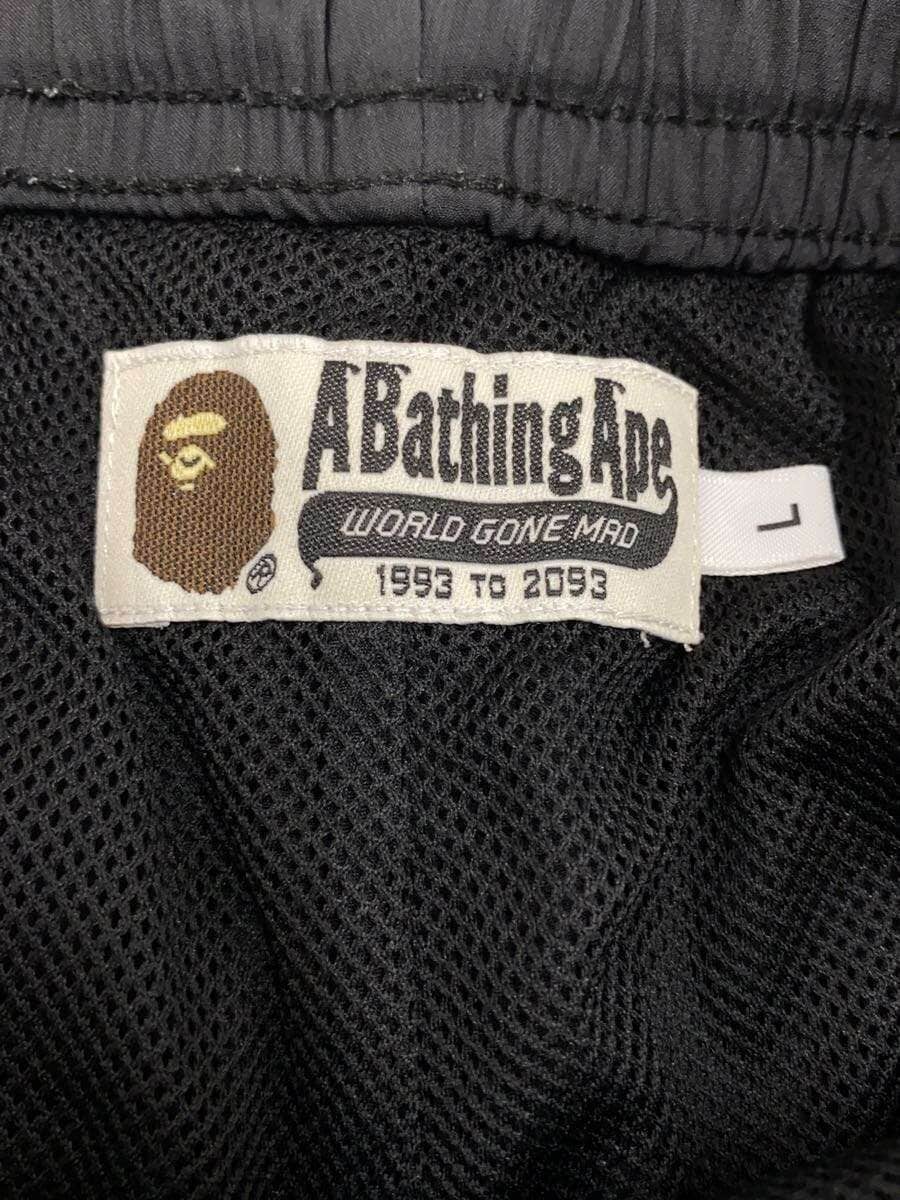 A Bathing Ape
WORLD GONE MAD
1993 TO 2093
®
L